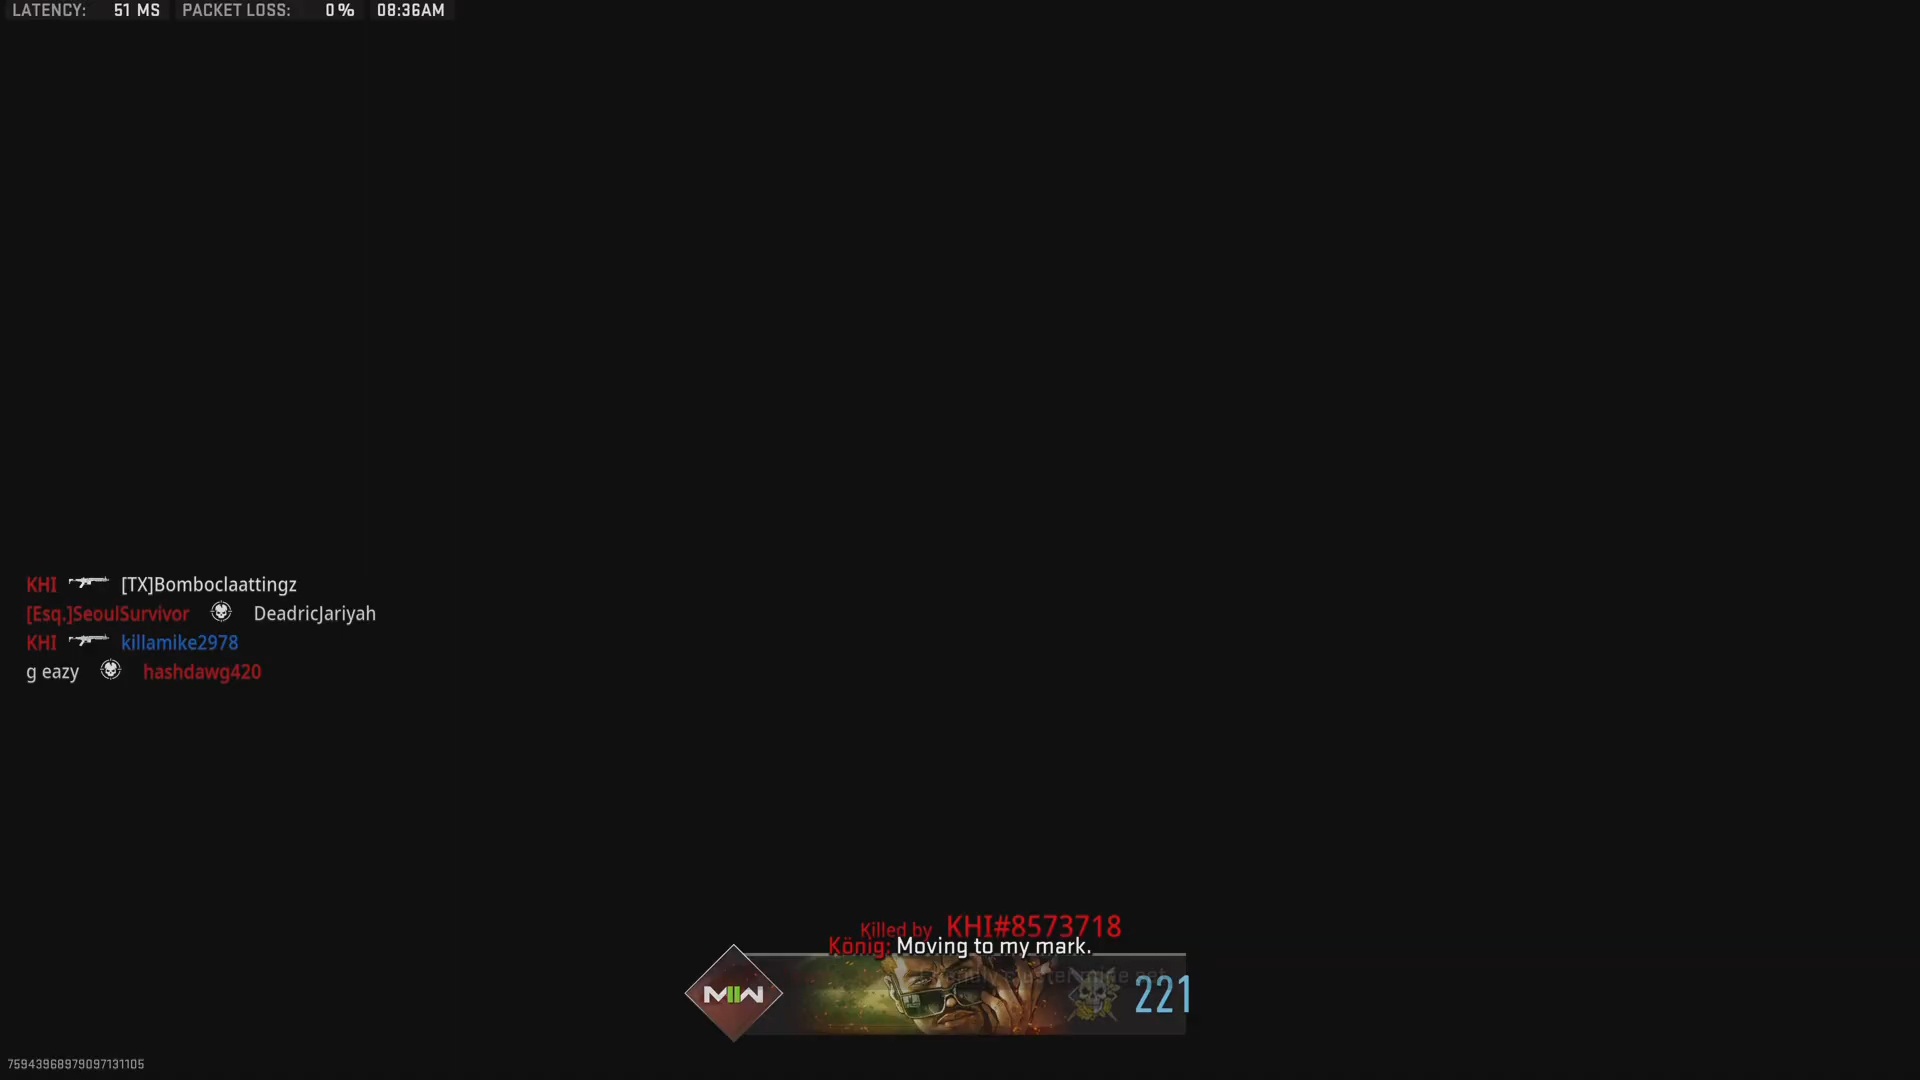 LATENCY: 51 MS PACKET LOSS: 0% 08:36AM
KHI [TX]Bomboclaattingz
[Esq.]SeoulSurvivor DeadricJariyah
KHI killamike2978
g eazy hashdawg420
Killed by KHI#8573718
König: Moving to my mark.
MW 221
75943968979097131105